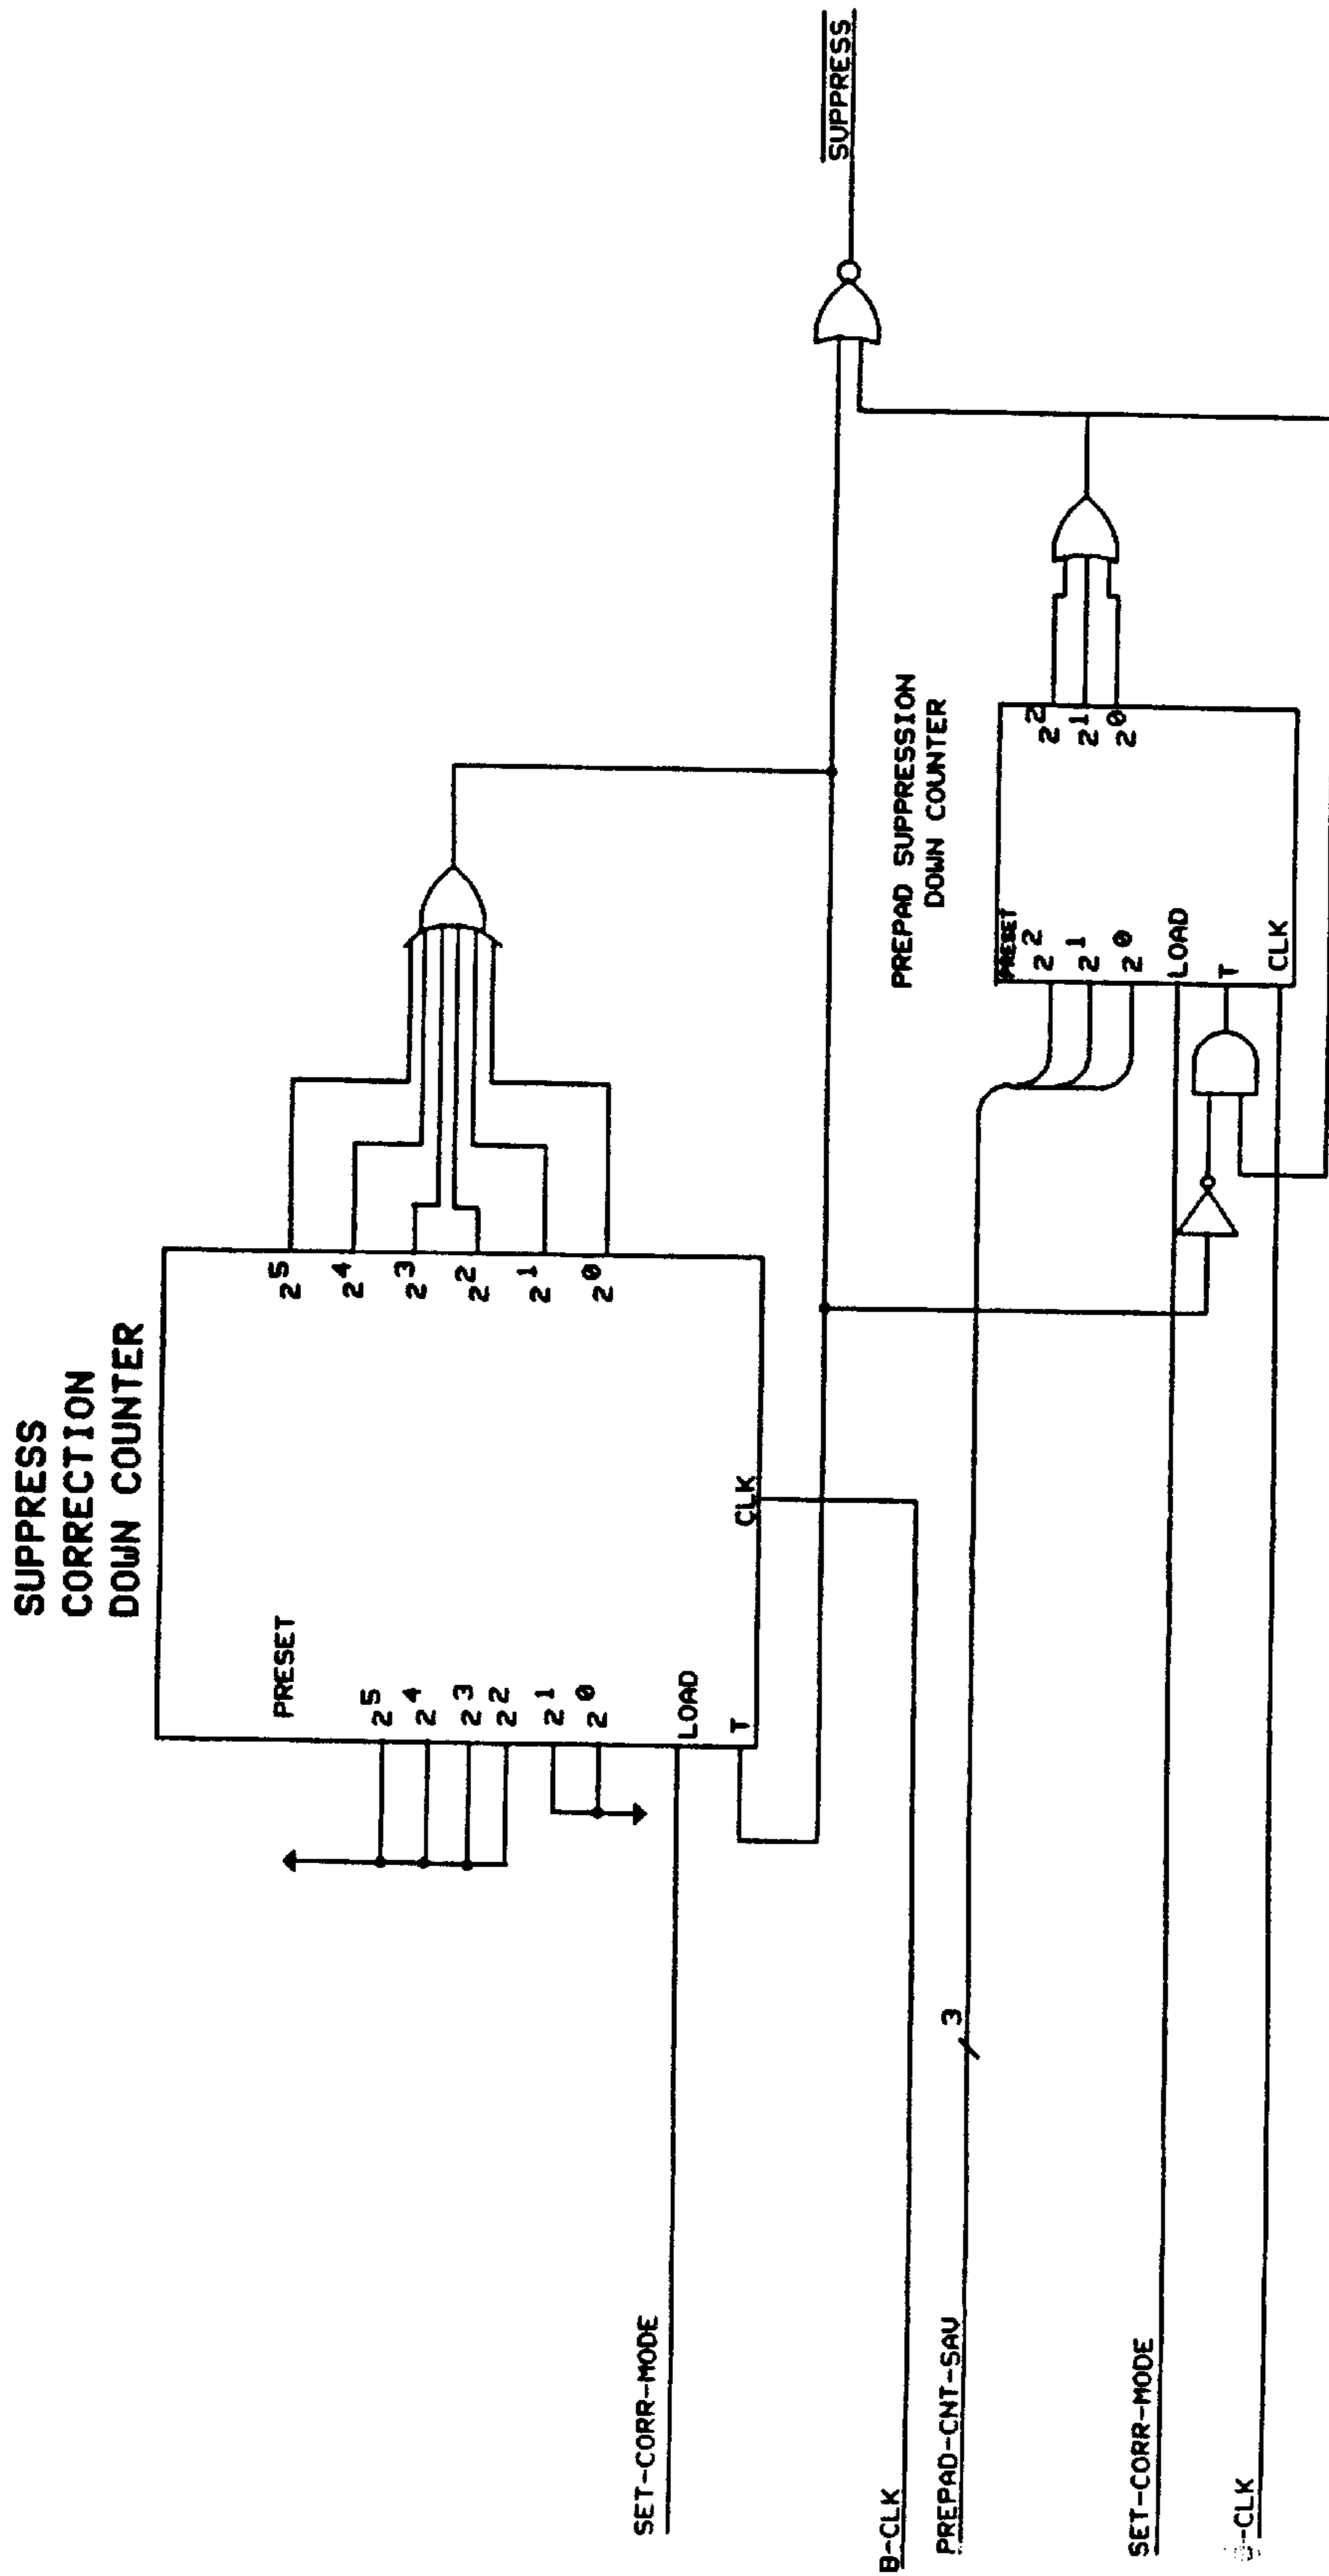 SUPPRESS
CORRECTION
DOWN COUNTER
PRESET
2^5
2^4
2^3
2^2
2^1
2^0
LOAD
T
CLK
2^5
2^4
2^3
2^2
2^1
2^0
SET-CORR-MODE
B-CLK
SUPPRESS
PREPAD SUPPRESSION
DOWN COUNTER
PRESET
2^2
2^1
2^0
LOAD
T
CLK
2^2
2^1
2^0
PREPAD-CNT-SAV
3
SET-CORR-MODE
-CLK